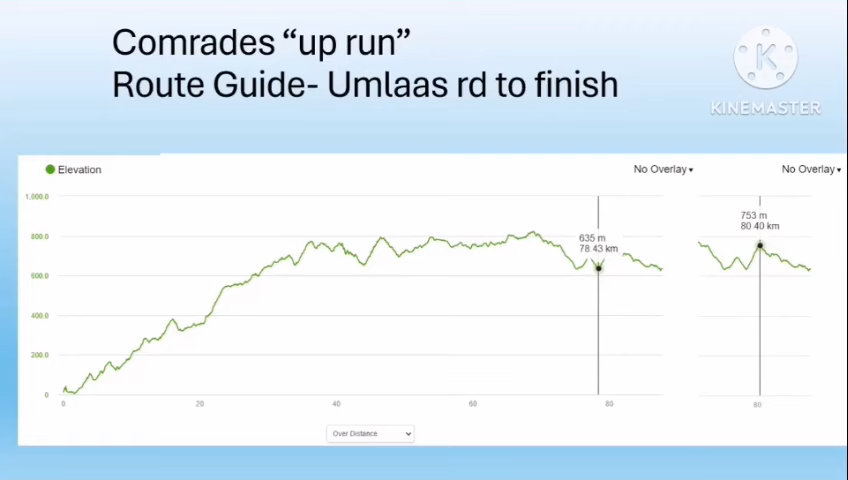 Comrades “up run”
Route Guide- Umlaas rd to finish
KINEMASTER
Elevation
No Overlay
No Overlay
1,000.0
800.0
600.0
400.0
200.0
0
635 m
78.43 km
753 m
80.40 km
0
20
40
60
80
80
Over Distance